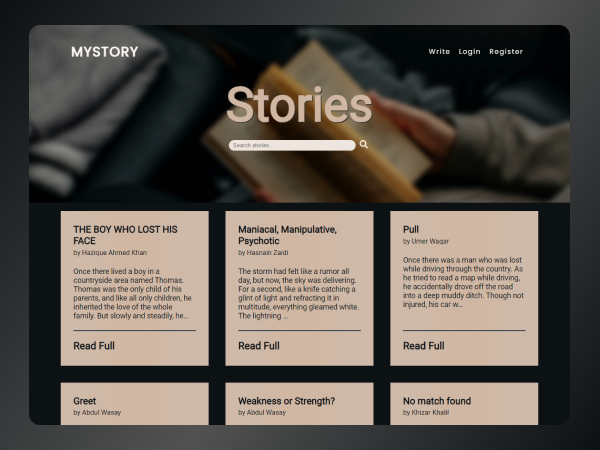 MYSTORY
Write Login Register
Stories
Search stories...
THE BOY WHO LOST HIS
FACE
by Hazique Ahmed Khan
Once there lived a boy in a
countryside area named Thomas.
Thomas was the only child of his
parents, and like all only children, he
inherited the love of the whole
family. But slowly and steadily, he...
Read Full
Maniacal, Manipulative,
Psychotic
by Hasnain Zaidi
The storm had felt like a rumor all
day, but now, the sky was delivering.
For a second, like a knife catching a
glint of light and refracting it in
multitude, everything gleamed white.
The lightning ...
Read Full
Pull
by Umer Waqar
Once there was a man who was lost
while driving through the country. As
he tried to read a map while driving,
he accidentally drove off the road
into a deep muddy ditch. Though not
injured, his car w...
Read Full
Greet
by Abdul Wasay
Weakness or Strength?
by Abdul Wasay
No match found
by Khizar Khalil